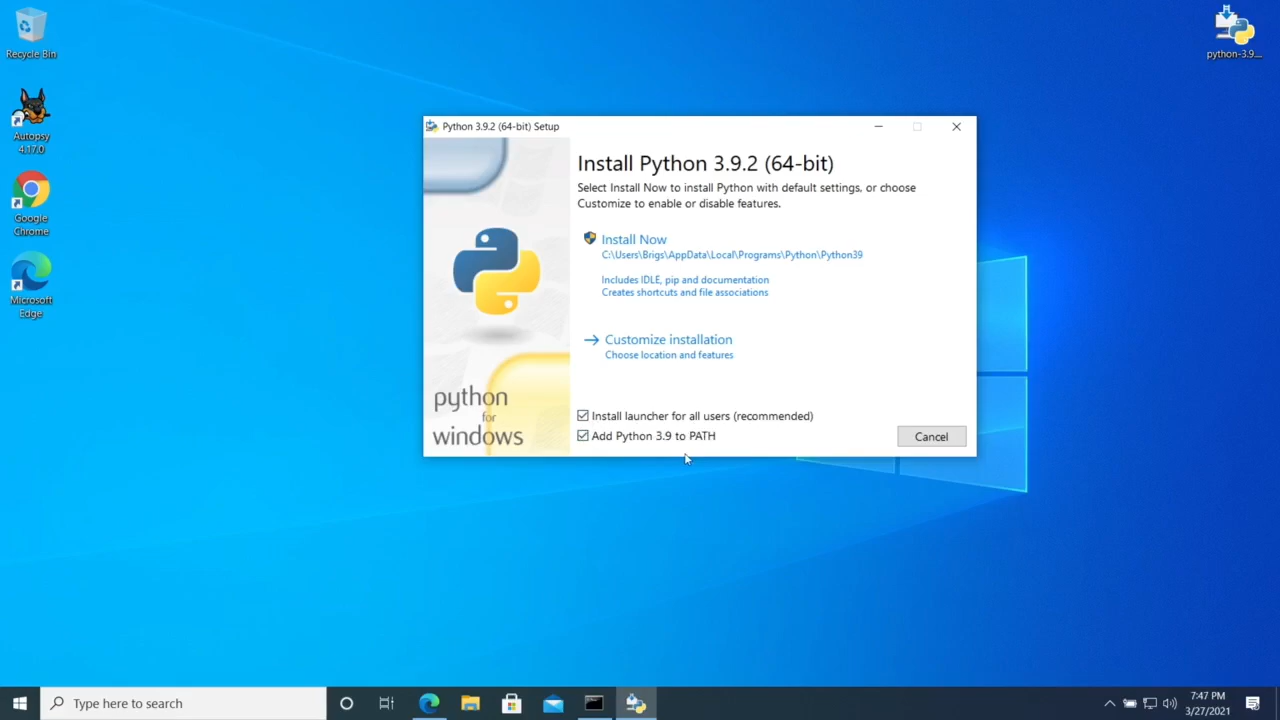 Recycle Bin
Autopsy
4.17.0
Google
Chrome
Microsoft
Edge
python-3.9....
Python 3.9.2 (64-bit) Setup
Install Python 3.9.2 (64-bit)
Select Install Now to install Python with default settings, or choose
Customize to enable or disable features.
Install Now
C:\Users\Brigs\AppData\Local\Programs\Python\Python39
Includes IDLE, pip and documentation
Creates shortcuts and file associations
Customize installation
Choose location and features
python
for
windows
Install launcher for all users (recommended)
Add Python 3.9 to PATH
Cancel
Type here to search
7:47 PM
3/27/2021